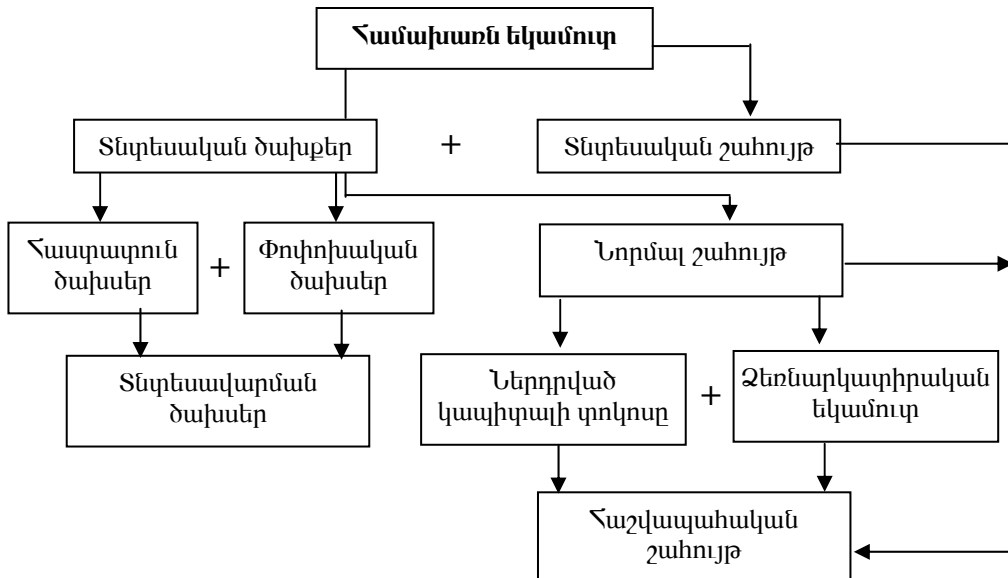 Համախառն եկամուտ
Տնտեսական ծախքեր
+
Տնտեսական շահույթ
Հաստատուն
ծախսեր
+
Փոփոխական
ծախսեր
Նորմալ շահույթ
Տնտեսավարման
ծախսեր
Ներդրված
կապիտալի տոկոսը
+
Ձեռնարկատիրական
եկամուտ
Հաշվապահական
շահույթ